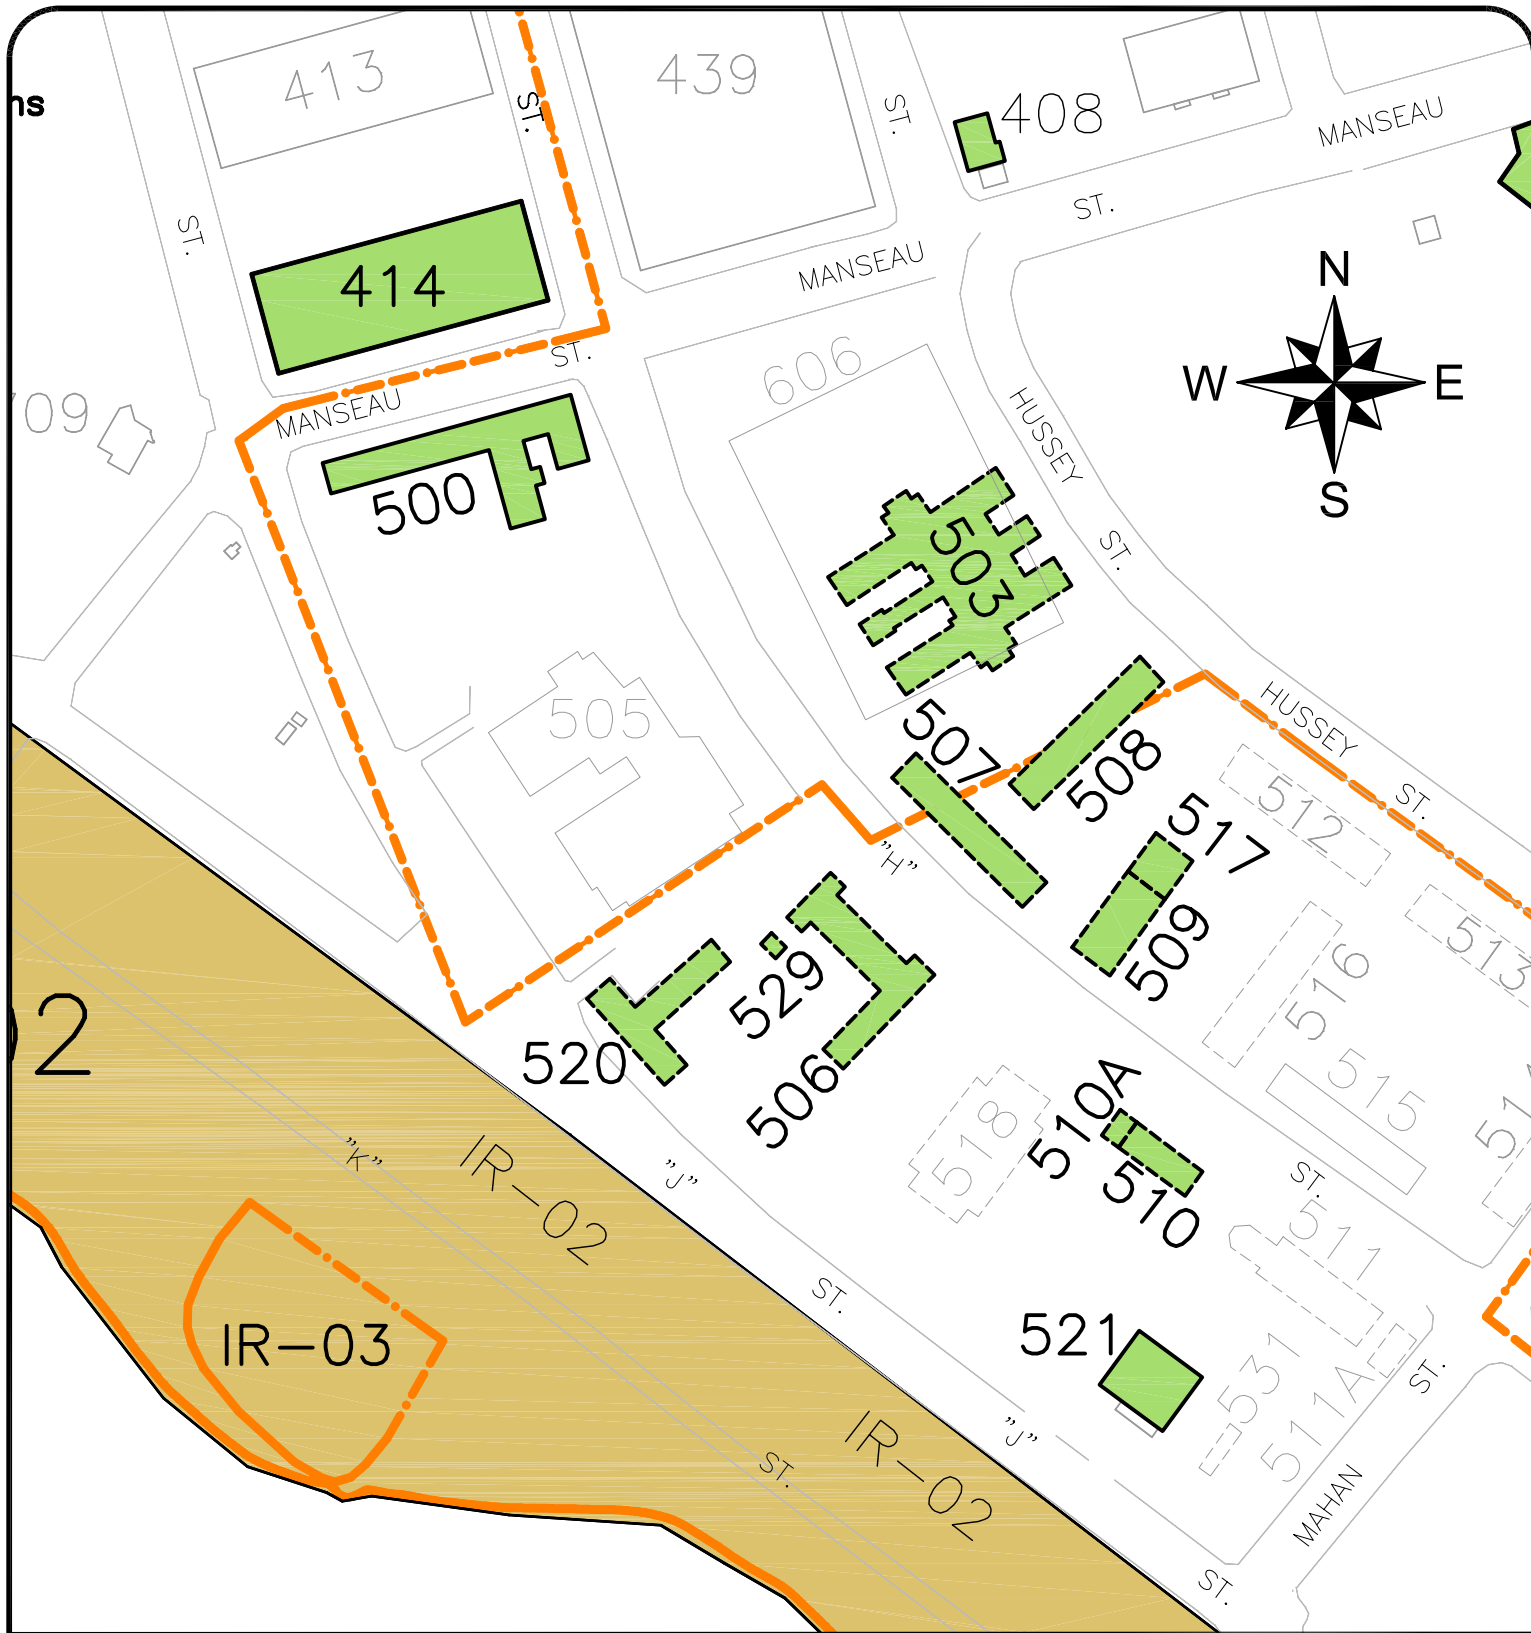 413
439
408
MANSEAU
ns
ST.
ST.
ST.
ST.
414
MANSEAU
N
W
E
S
ST.
606
MANSEAU
HUSSEY
ST.
500
503
505
507
508
HUSSEY
ST.
512
517
509
513
"H"
516
515
529
520
506
518
510A
510
ST.
511
02
"K"
IR-02
"J"
ST.
IR-03
521
531
511A
ST.
IR-02
"J"
ST.
MAHAN
ST.